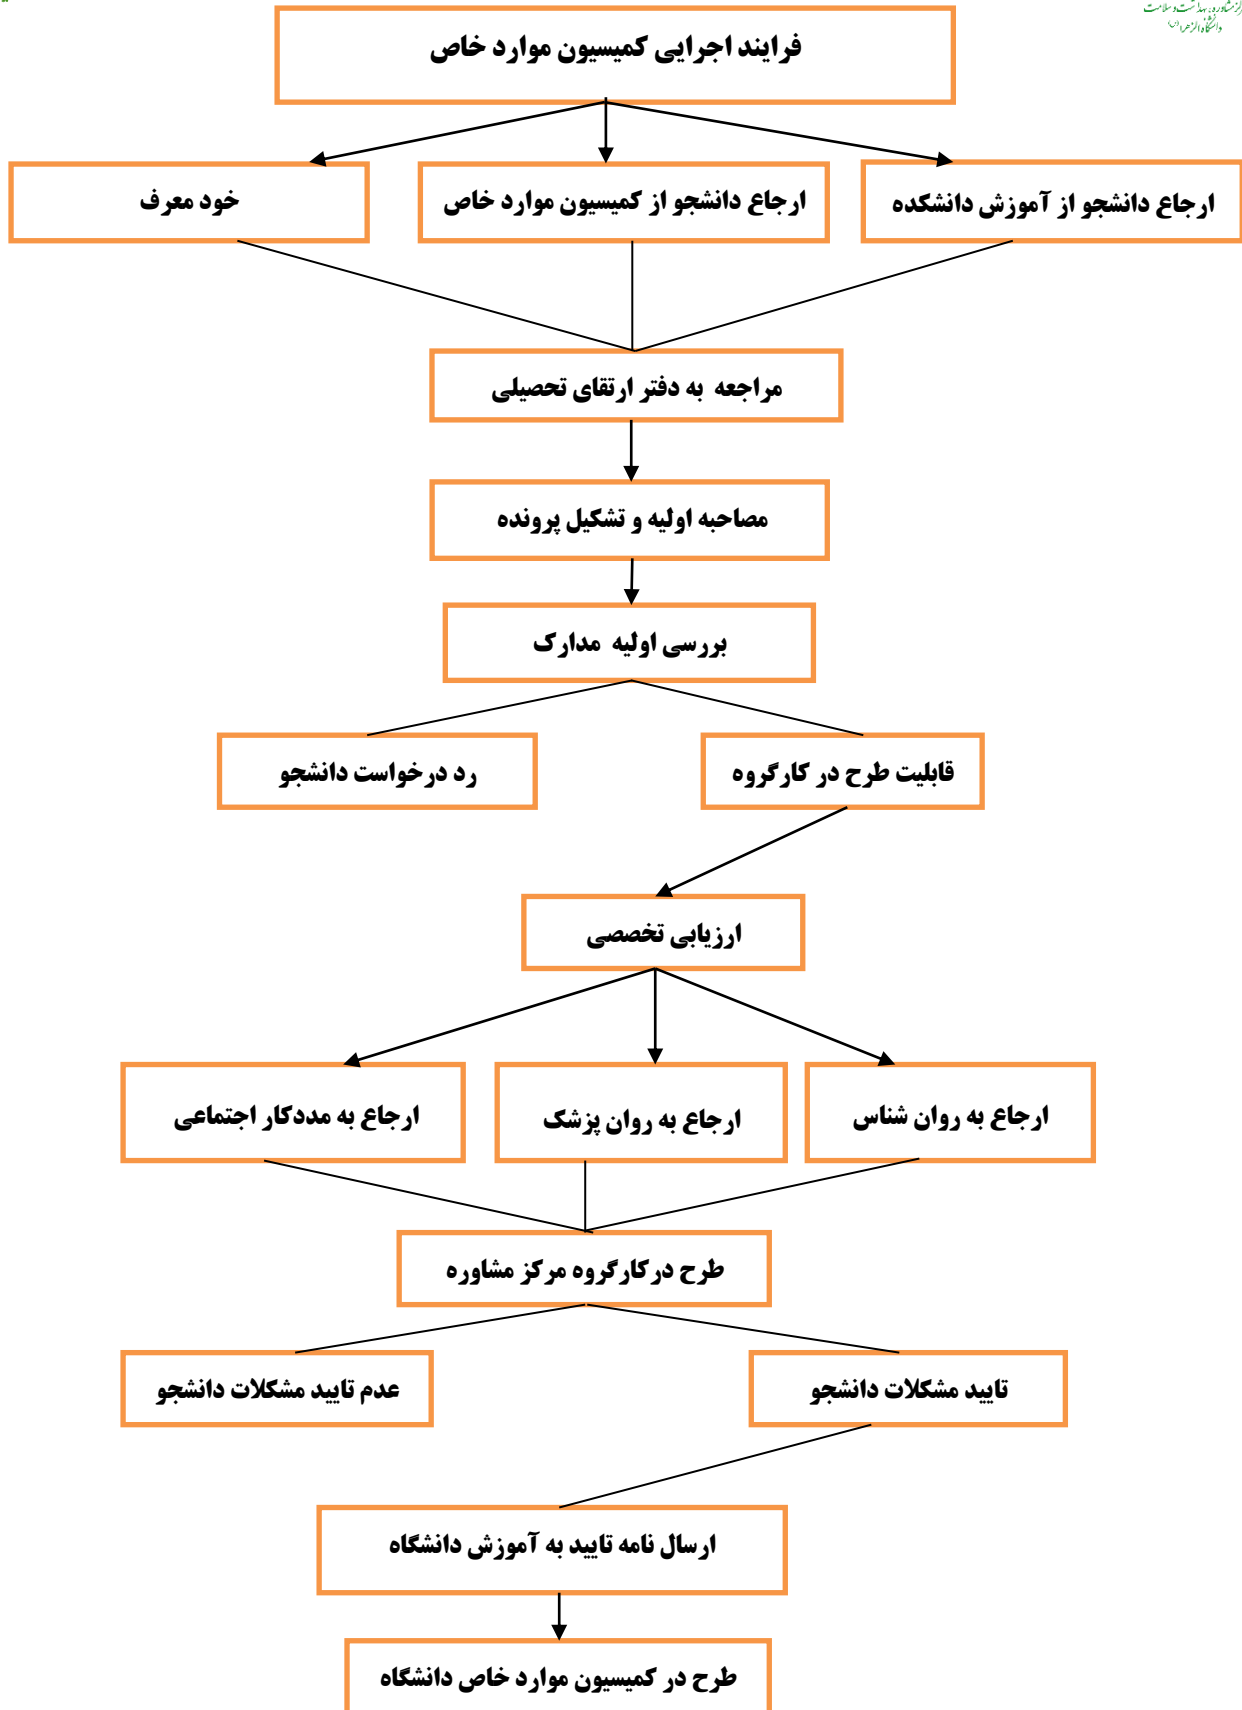 دانشگاه الزهرا (س)
فرایند اجرایی کمیسیون موارد خاص
ارجاع دانشجو از آموزش دانشکده
ارجاع دانشجو از کمیسیون موارد خاص
خود معرف
مراجعه به دفتر ارتقای تحصیلی
مصاحبه اولیه و تشکیل پرونده
بررسی اولیه مدارک
قابلیت طرح در کارگروه
رد درخواست دانشجو
ارزیابی تخصصی
ارجاع به روان شناس
ارجاع به روان پزشک
ارجاع به مددکار اجتماعی
طرح درکارگروه مرکز مشاوره
تایید مشکلات دانشجو
عدم تایید مشکلات دانشجو
ارسال نامه تایید به آموزش دانشگاه
طرح در کمیسیون موارد خاص دانشگاه